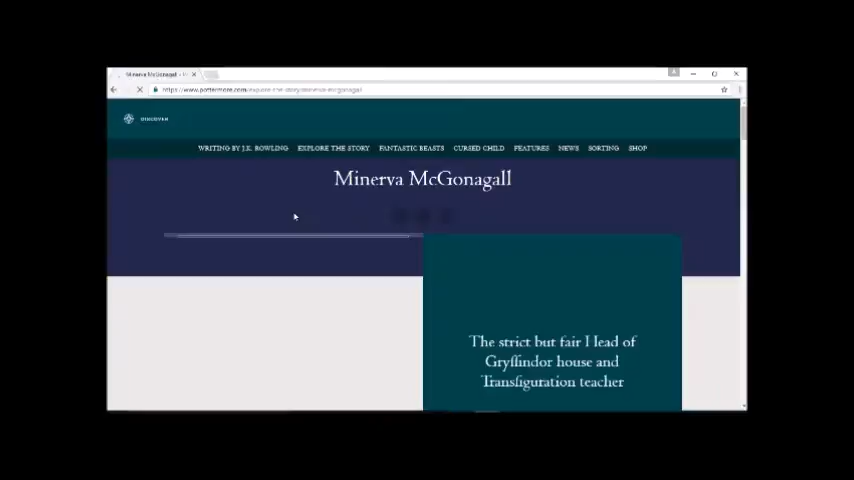 Minerva McGonagall -
https://www.pottermore.com/explore-the-story/minerva-mcgonagall
DISCOVER
WRITING BY J.K. ROWLING EXPLORE THE STORY FANTASTIC BEASTS CURSED CHILD FEATURES NEWS SORTING SHOP
Minerva McGonagall
The strict but fair Head of
Gryffindor house and
Transfiguration teacher